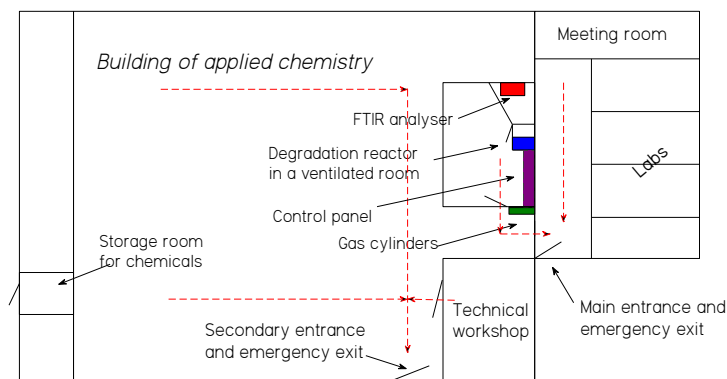 Meeting room
Building of applied chemistry
FTIR analyser
Degradation reactor
in a ventilated room
Labs
Control panel
Gas cylinders
Storage room
for chemicals
Technical
workshop
Main entrance and
emergency exit
Secondary entrance
and emergency exit